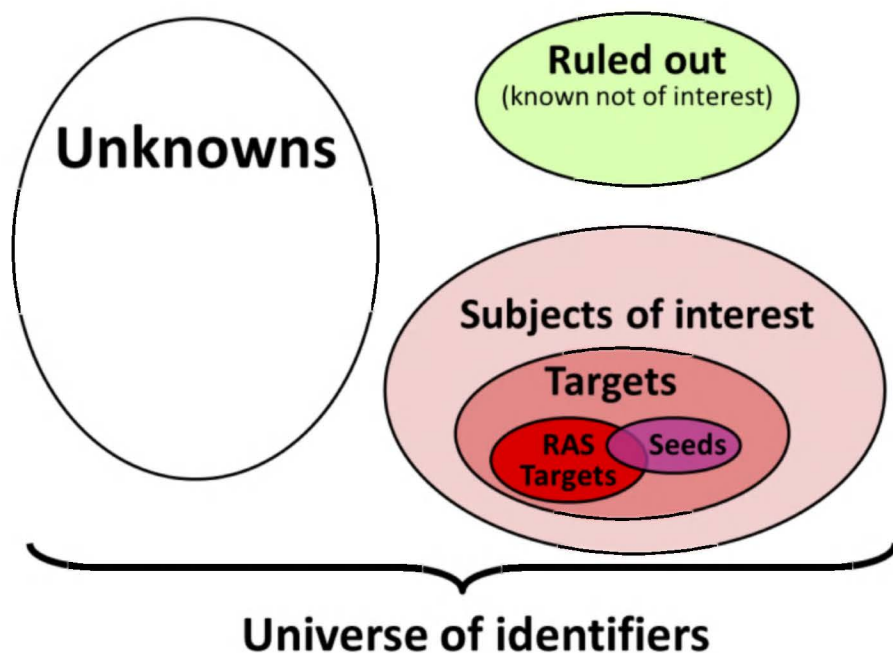 Unknowns
Ruled out
(known not of interest)
Subjects of interest
Targets
RAS
Targets
Seeds
Universe of identifiers